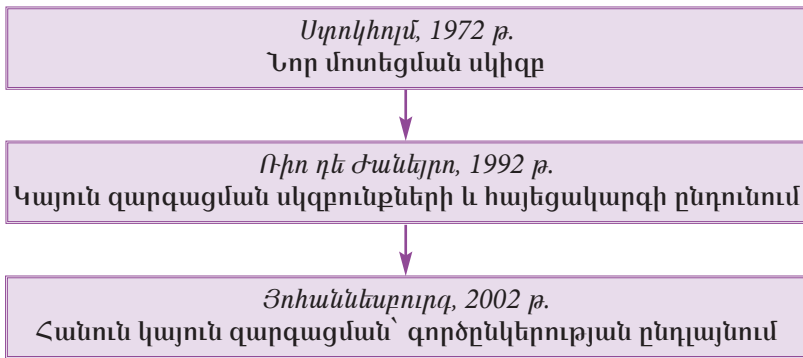 Ստոկհոլմ, 1972 թ.
Նոր մոտեցման սկիզբ
Ռիո դե Ժանեյրո, 1992 թ.
Կայուն զարգացման սկզբունքների և հայեցակարգի ընդունում
Յոհաննեսբուրգ, 2002 թ.
Հանուն կայուն զարգացման՝ գործընկերության ընդլայնում